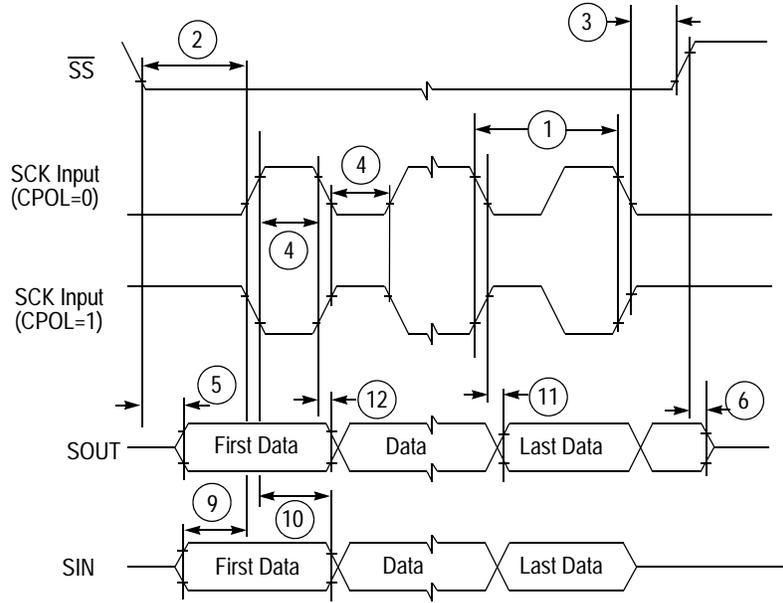 2
3
SS
1
SCK Input
(CPOL=0)
4
4
SCK Input
(CPOL=1)
5
12
11
6
SOUT
First Data
Data
Last Data
9
10
SIN
First Data
Data
Last Data